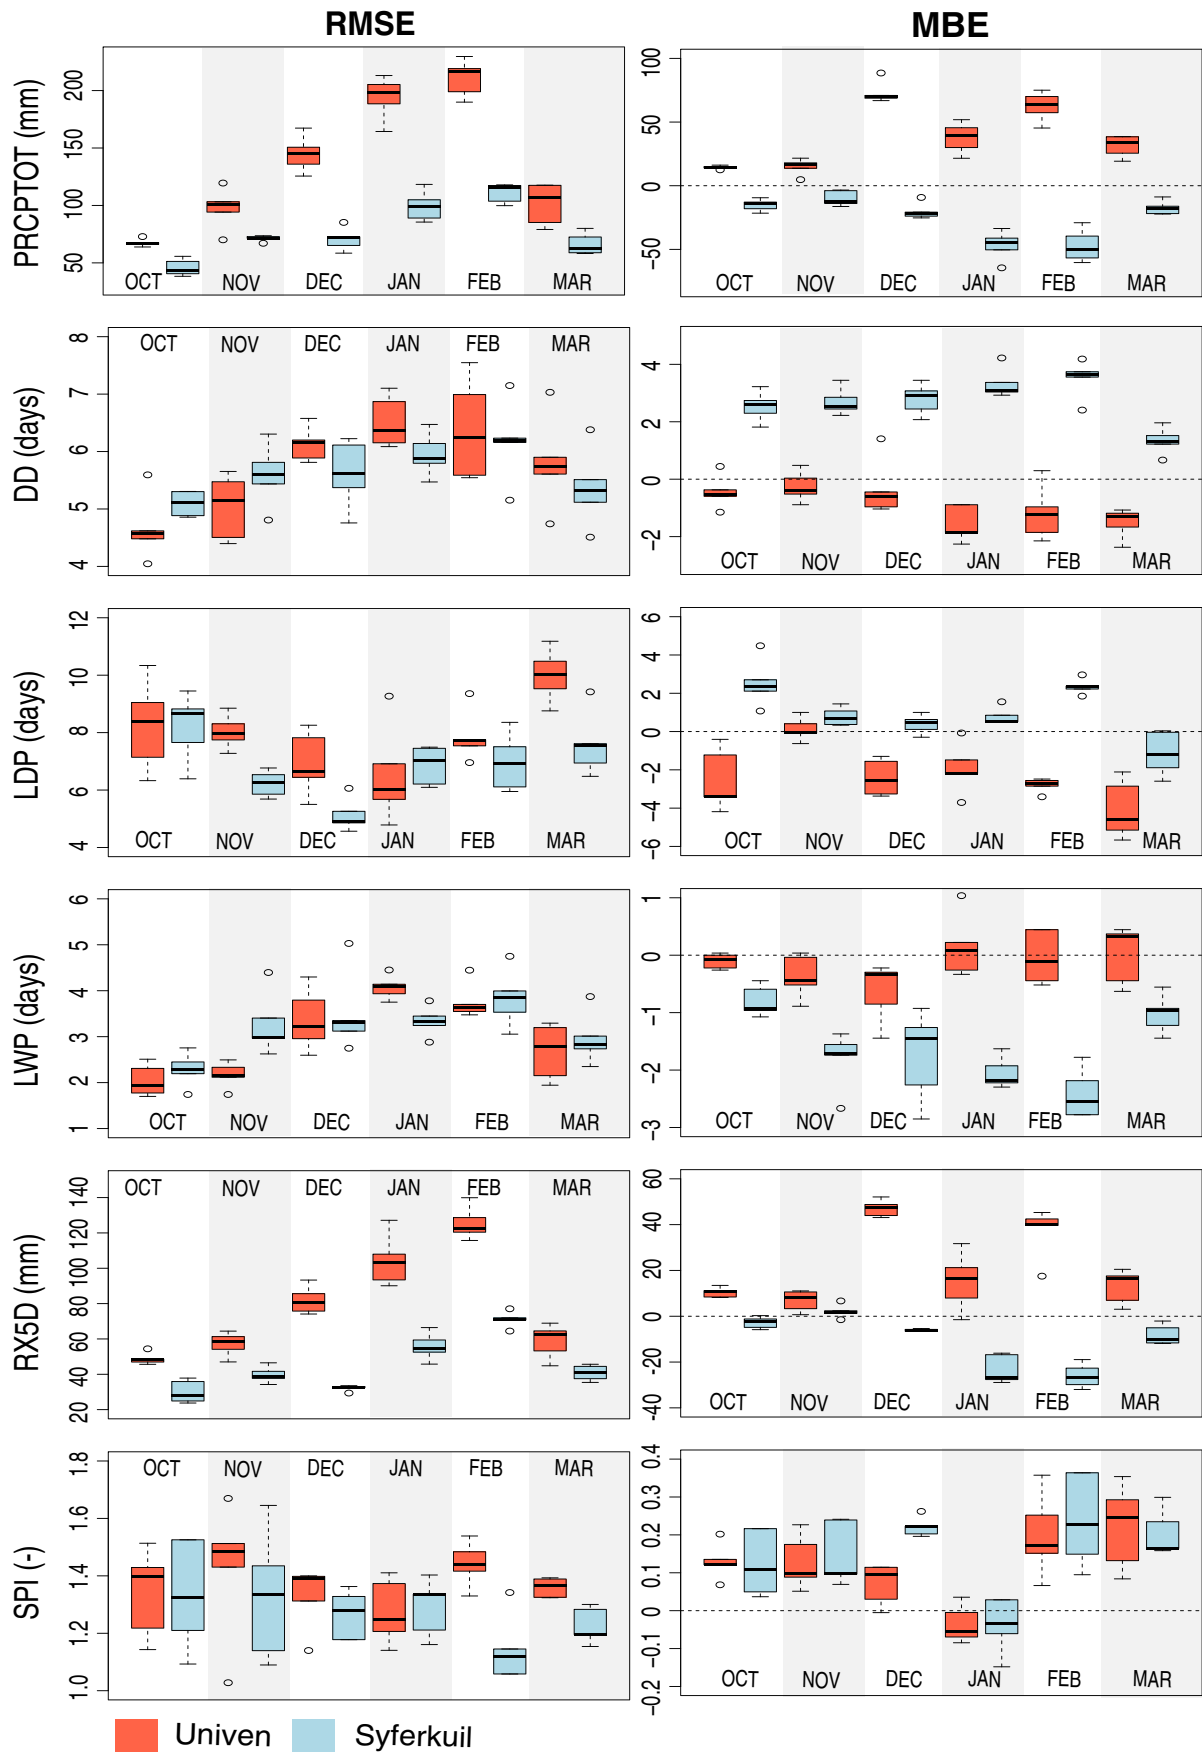 RMSE MBE
PRCPTOT (mm)
50 100 150 200
OCT NOV DEC JAN FEB MAR
-50 0 50 100
OCT NOV DEC JAN FEB MAR
DD (days)
4 5 6 7 8
OCT NOV DEC JAN FEB MAR
-2 0 2 4
OCT NOV DEC JAN FEB MAR
LDP (days)
4 6 8 10 12
OCT NOV DEC JAN FEB MAR
-6 -4 -2 0 2 4 6
OCT NOV DEC JAN FEB MAR
LWP (days)
1 2 3 4 5 6
OCT NOV DEC JAN FEB MAR
-3 -2 -1 0 1
OCT NOV DEC JAN FEB MAR
RX5D (mm)
20 40 60 80 100 120 140
OCT NOV DEC JAN FEB MAR
-40 -20 0 20 40 60
OCT NOV DEC JAN FEB MAR
SPI (-)
1.0 1.2 1.4 1.6 1.8
OCT NOV DEC JAN FEB MAR
-0.2 -0.1 0 0.1 0.2 0.3 0.4
OCT NOV DEC JAN FEB MAR
Univen Syferkuil